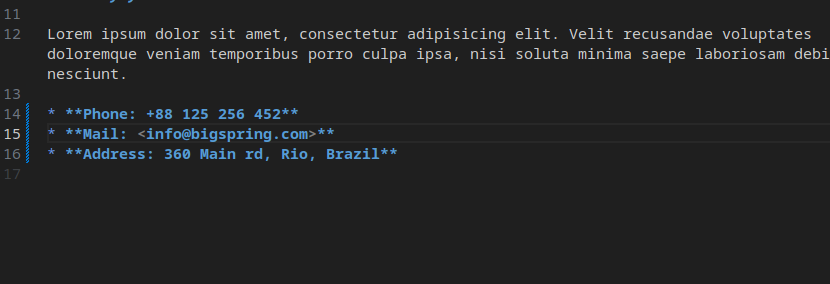 11
12 Lorem ipsum dolor sit amet, consectetur adipisicing elit. Velit recusandae voluptates
doloremque veniam temporibus porro culpa ipsa, nisi soluta minima saepe laboriosam debi
nesciunt.
13
14 * **Phone: +88 125 256 452**
15 * **Mail: <info@bigspring.com>**
16 * **Address: 360 Main rd, Rio, Brazil**
17